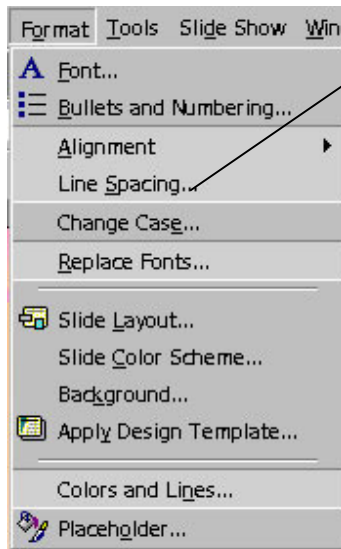 Format Tools Slide Show Win
Font...
Bullets and Numbering...
Alignment
Line Spacing...
Change Case...
Replace Fonts...
Slide Layout...
Slide Color Scheme...
Background...
Apply Design Template...
Colors and Lines...
Placeholder...